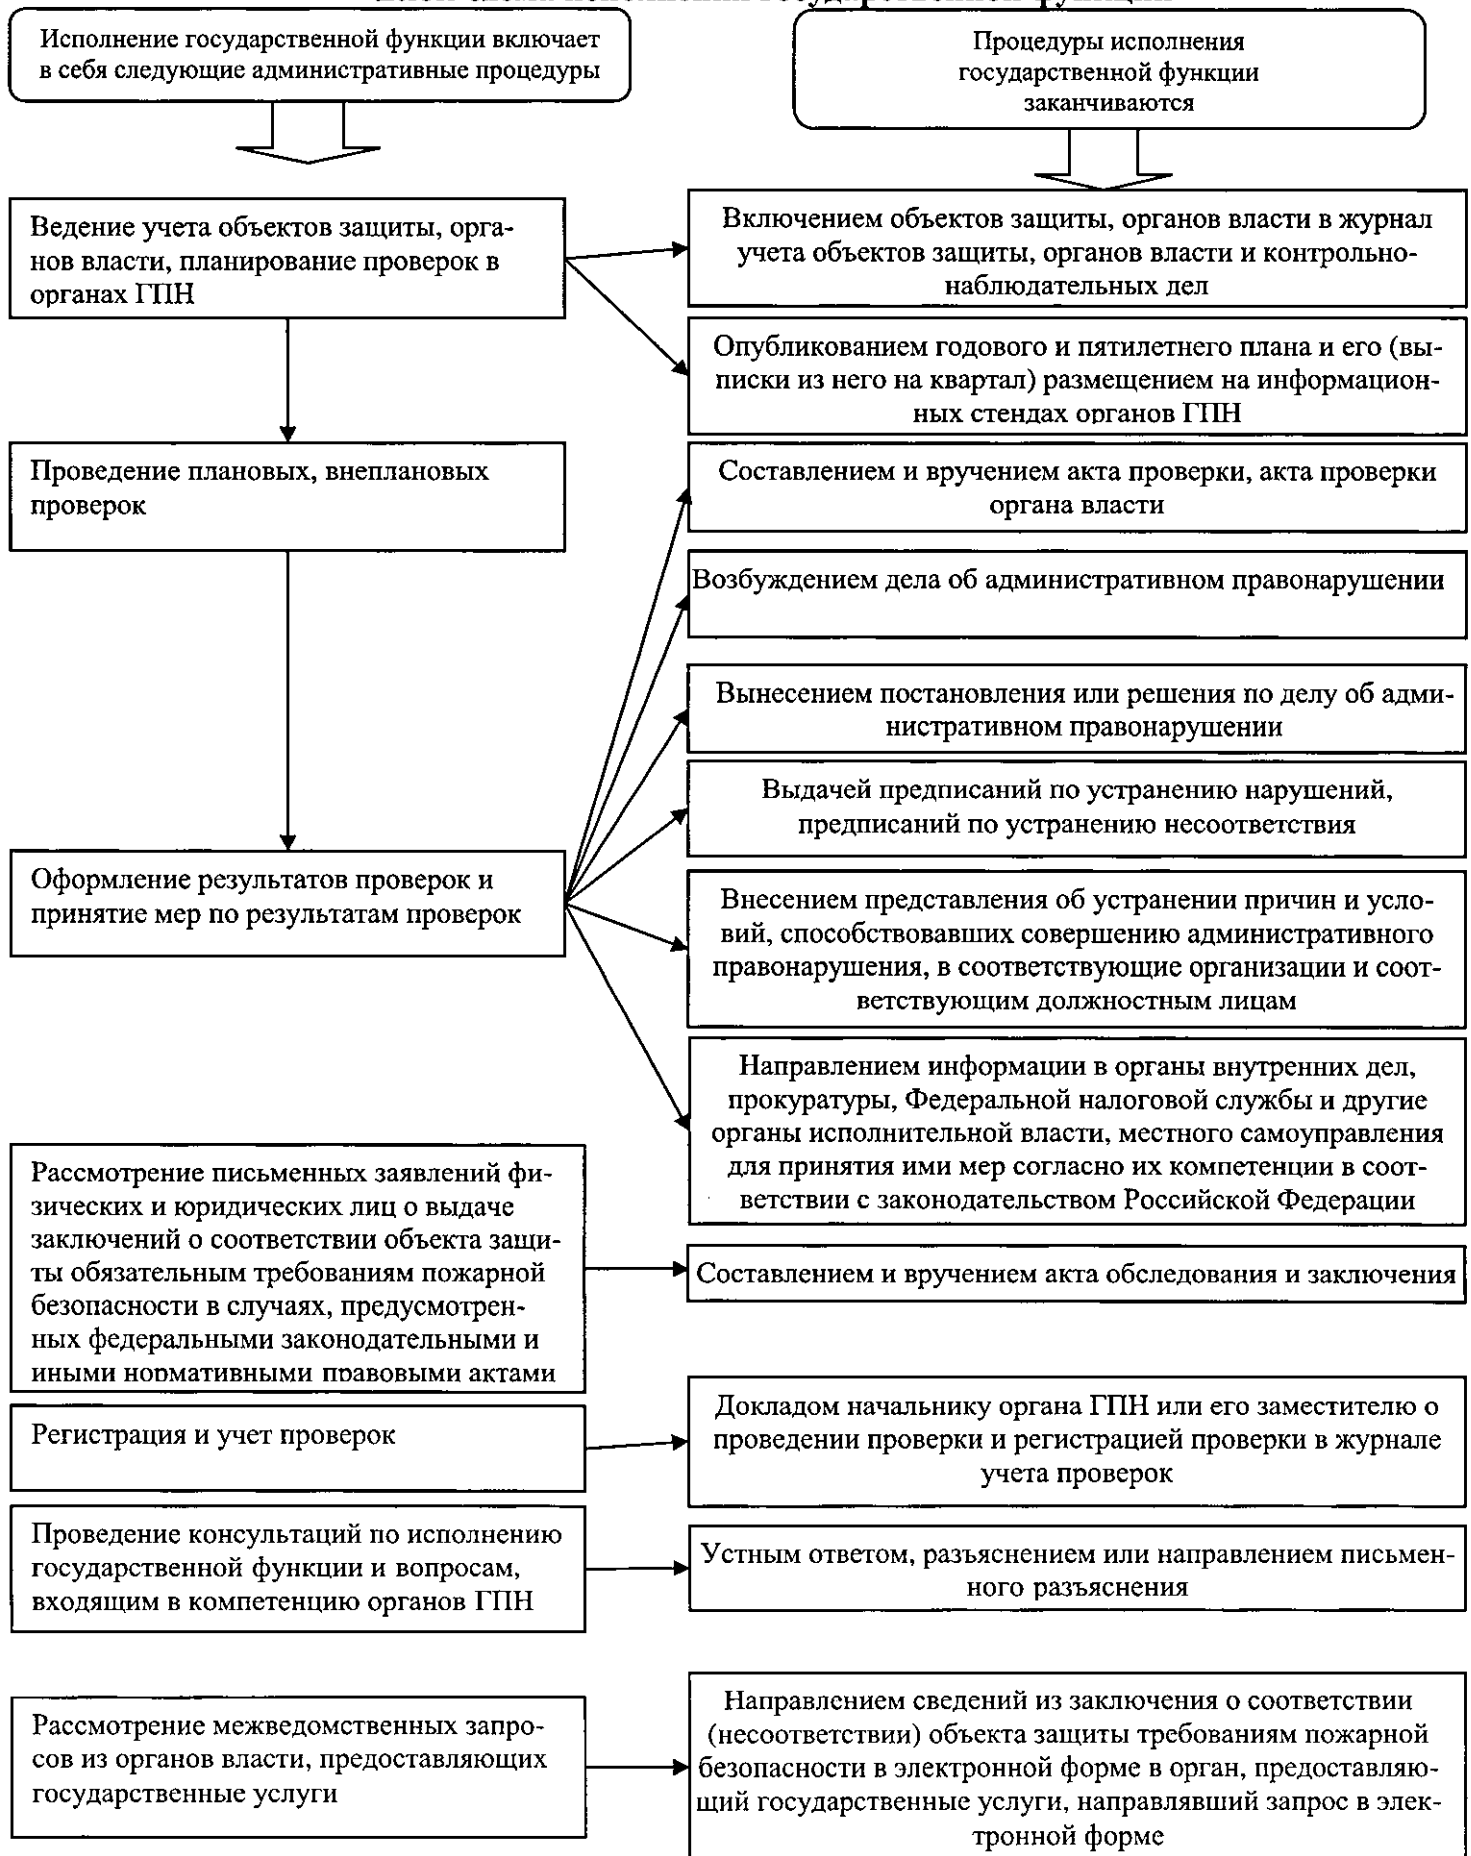 Блок-схема исполнения государственной функции
Исполнение государственной функции включает
в себя следующие административные процедуры
Процедуры исполнения
государственной функции
заканчиваются
Ведение учета объектов защиты, орга-
нов власти, планирование проверок в
органах ГПН
Включением объектов защиты, органов власти в журнал
учета объектов защиты, органов власти и контрольно-
наблюдательных дел
Опубликованием годового и пятилетнего плана и его (вы-
писки из него на квартал) размещением на информацион-
ных стендах органов ГПН
Проведение плановых, внеплановых
проверок
Составлением и вручением акта проверки, акта проверки
органа власти
Возбуждением дела об административном правонарушении
Вынесением постановления или решения по делу об адми-
нистративном правонарушении
Выдачей предписаний по устранению нарушений,
предписаний по устранению несоответствия
Оформление результатов проверок и
принятие мер по результатам проверок
Внесением представления об устранении причин и усло-
вий, способствовавших совершению административного
правонарушения, в соответствующие организации и соот-
ветствующим должностным лицам
Направлением информации в органы внутренних дел,
прокуратуры, Федеральной налоговой службы и другие
органы исполнительной власти, местного самоуправления
для принятия ими мер согласно их компетенции в соот-
ветствии с законодательством Российской Федерации
Рассмотрение письменных заявлений фи-
зических и юридических лиц о выдаче
заключений о соответствии объекта защи-
ты обязательным требованиям пожарной
безопасности в случаях, предусмотрен-
ных федеральными законодательными и
иными нормативными правовыми актами
Составлением и вручением акта обследования и заключения
Регистрация и учет проверок
Докладом начальнику органа ГПН или его заместителю о
проведении проверки и регистрацией проверки в журнале
учета проверок
Проведение консультаций по исполнению
государственной функции и вопросам,
входящим в компетенцию органов ГПН
Устным ответом, разъяснением или направлением письмен-
ного разъяснения
Рассмотрение межведомственных запро-
сов из органов власти, предоставляющих
государственные услуги
Направлением сведений из заключения о соответствии
(несоответствии) объекта защиты требованиям пожарной
безопасности в электронной форме в орган, предоставляю-
щий государственные услуги, направлявший запрос в элек-
тронной форме